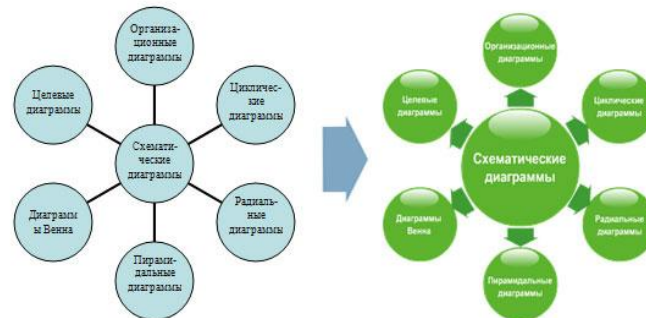 Организа-
ционные
диаграммы
Целевые
диаграммы
Цикличес-
кие
диаграммы
Схемати-
ческие
диаграммы
Диаграмм
ы Венна
Радиаль-
ные
диаграммы
Пирами-
дальные
диаграммы
Организационные
диаграммы
Целевые
диаграммы
Циклические
диаграммы
Схематические
диаграммы
Диаграммы
Венна
Радиальные
диаграммы
Пирамидальные
диаграммы